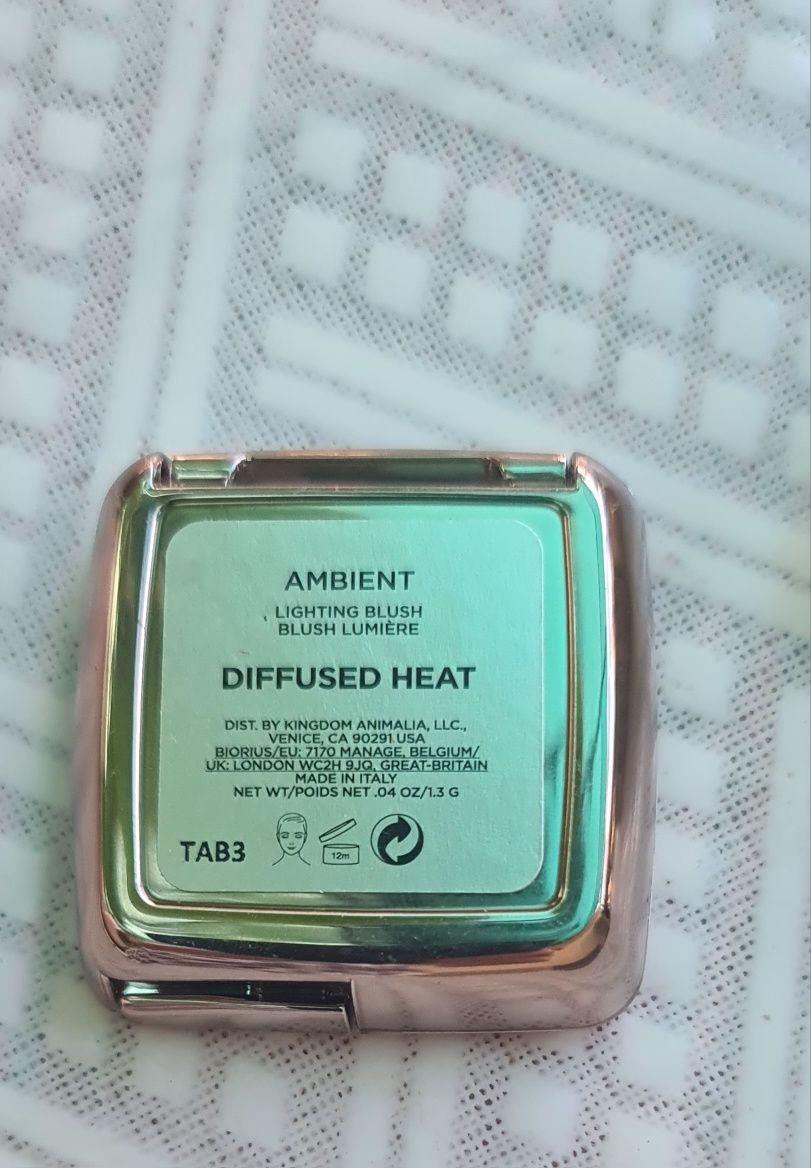 AMBIENT
LIGHTING BLUSH
BLUSH LUMIÈRE
DIFFUSED HEAT
DIST. BY KINGDOM ANIMALIA, LLC.,
VENICE, CA 90291 USA
BIORIUS/EU: 7170 MANAGE, BELGIUM/
UK: LONDON WC2H 9JQ, GREAT-BRITAIN
MADE IN ITALY
NET WT/POIDS NET .04 OZ/1.3 G
TAB3
12m